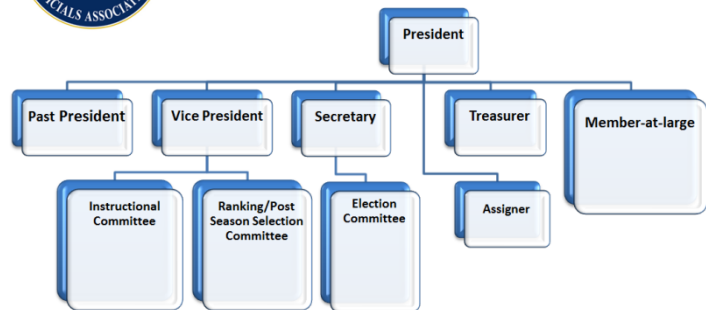 CIALS ASSOCIAT
President
Past President
Vice President
Secretary
Treasurer
Member-at-large
Instructional
Committee
Ranking/Post
Season Selection
Committee
Election
Committee
Assigner